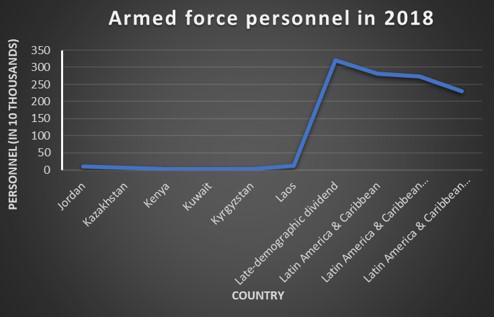 Armed force personnel in 2018
PERSONNEL (IN 10 THOUSANDS)
350
300
250
200
150
100
50
0
Jordan
Kazakhstan
Kenya
Kuwait
Kyrgyzstan
Laos
Late-demographic dividend
Latin America & Caribbean
Latin America & Caribbean...
Latin America & Caribbean...
COUNTRY